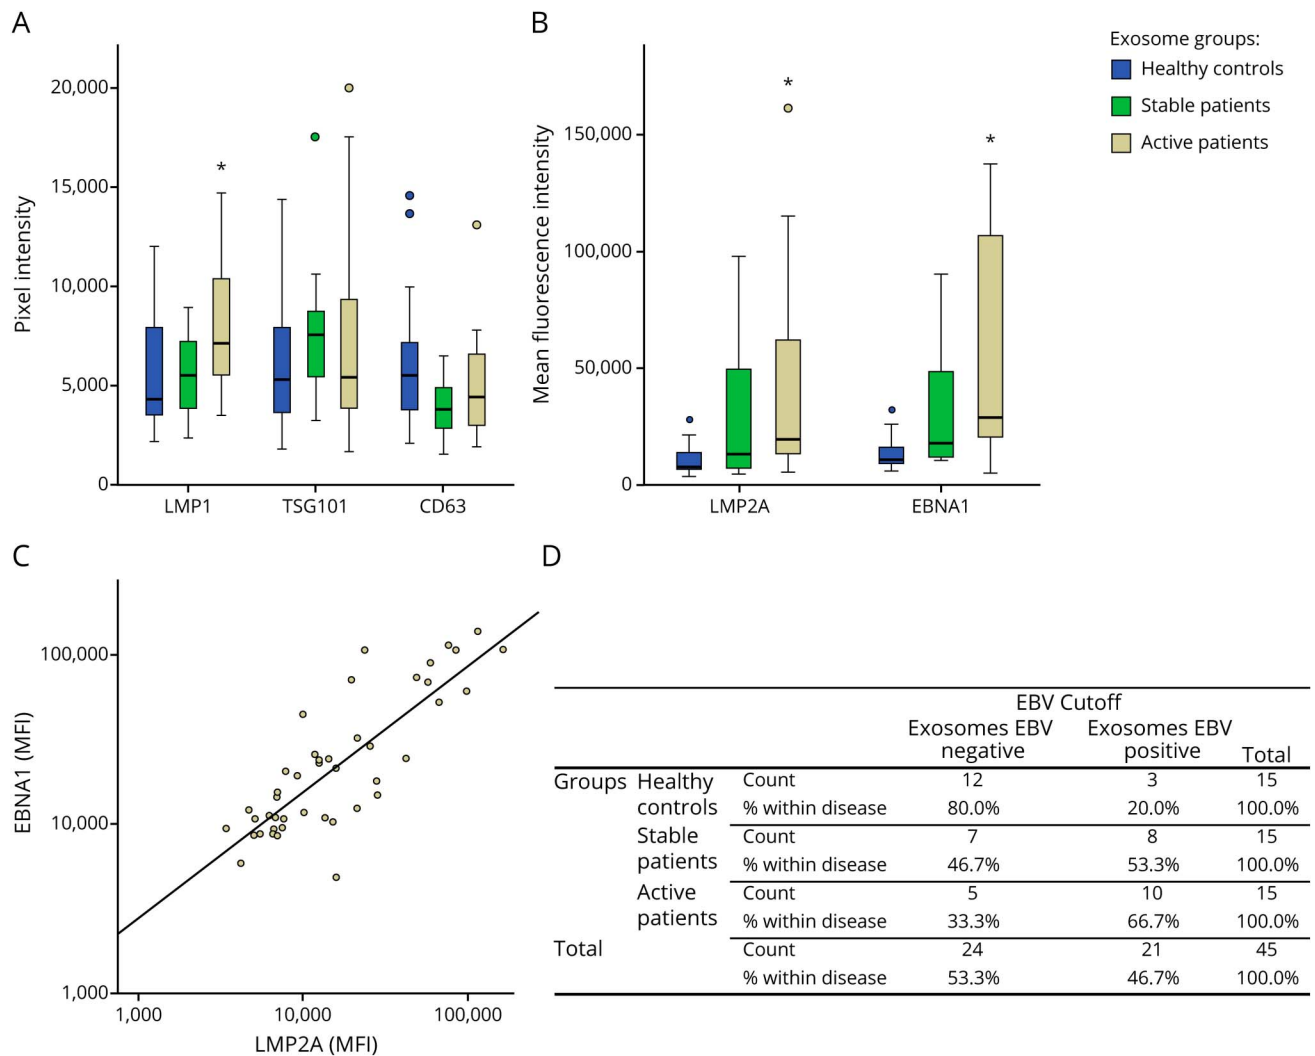 A
Pixel intensity
20,000
15,000
10,000
5,000
0
*
LMP1
TSG101
CD63
B
Mean fluorescence intensity
150,000
100,000
50,000
0
*
*
LMP2A
EBNA1
Exosome groups:
Healthy controls
Stable patients
Active patients
C
EBNA1 (MFI)
100,000
10,000
1,000
1,000
10,000
100,000
LMP2A (MFI)
D
EBV Cutoff
Exosomes EBV negative
Exosomes EBV positive
Total
Groups Healthy controls Count 12 3 15
% within disease 80.0% 20.0% 100.0%
Stable patients Count 7 8 15
% within disease 46.7% 53.3% 100.0%
Active patients Count 5 10 15
% within disease 33.3% 66.7% 100.0%
Total Count 24 21 45
% within disease 53.3% 46.7% 100.0%